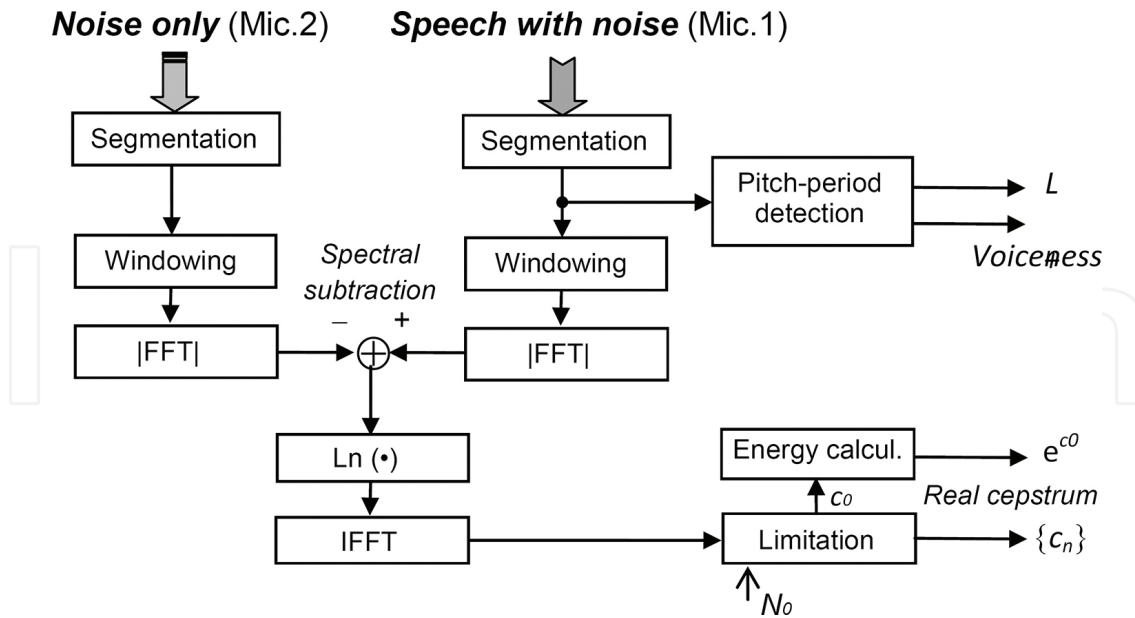 Noise only (Mic.2)
Speech with noise (Mic.1)
Segmentation
Segmentation
Pitch-period
detection
L
Voiceness
Windowing
Spectral
subtraction
Windowing
− +
|FFT|
|FFT|
Ln (•)
Energy calcul.
e^c0
c0
Real cepstrum
IFFT
Limitation
{cn}
N0